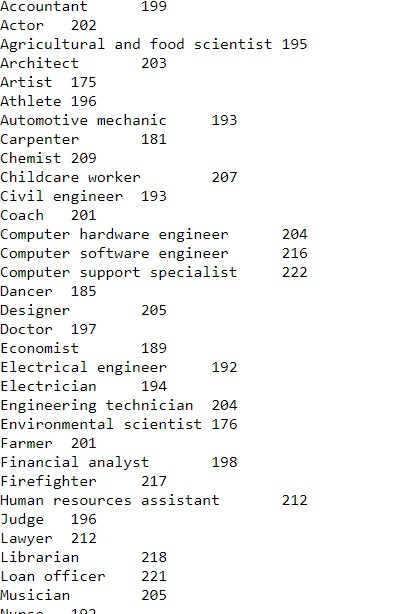 Accountant 199
Actor 202
Agricultural and food scientist 195
Architect 203
Artist 175
Athlete 196
Automotive mechanic 193
Carpenter 181
Chemist 209
Childcare worker 207
Civil engineer 193
Coach 201
Computer hardware engineer 204
Computer software engineer 216
Computer support specialist 222
Dancer 185
Designer 205
Doctor 197
Economist 189
Electrical engineer 192
Electrician 194
Engineering technician 204
Environmental scientist 176
Farmer 201
Financial analyst 198
Firefighter 217
Human resources assistant 212
Judge 196
Lawyer 212
Librarian 218
Loan officer 221
Musician 205
Nurse 192